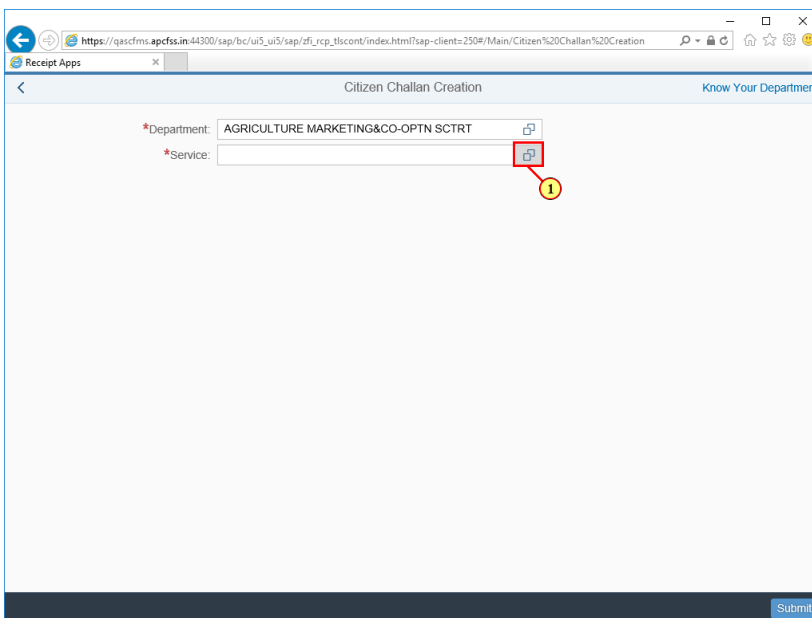 https://qascfms.apcfss.in:44300/sap/bc/ui5_ui5/sap/zfi_rcp_tlscont/index.html?sap-client=250#/Main/Citizen%20Challan%20Creation
Receipt Apps
Citizen Challan Creation
Know Your Departmen
*Department: AGRICULTURE MARKETING&CO-OPTN SCTRT
*Service:
1
Submit